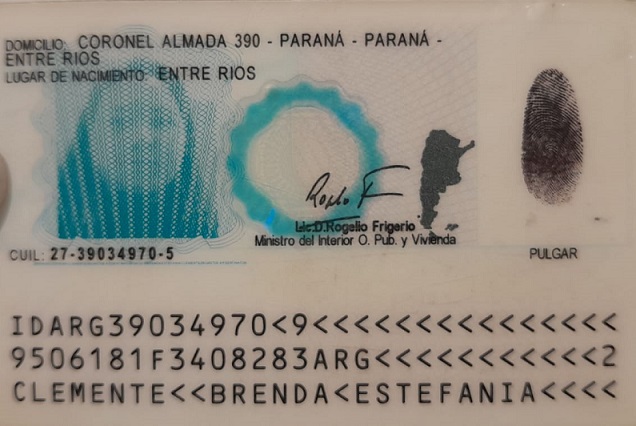 DOMICILIO: CORONEL ALMADA 390 - PARANÁ - PARANÁ -
ENTRE RIOS
LUGAR DE NACIMIENTO: ENTRE RIOS
Lic.D.Rogelio Frigerio
Ministro del Interior O. Pub. y Vivienda
CUIL: 27-39034970-5
PULGAR
IDARG39034970<9<<<<<<<<<<<<<<<
9506181F3408283ARG<<<<<<<<<<<2
CLEMENTE<<BRENDA<ESTEFANIA<<<<